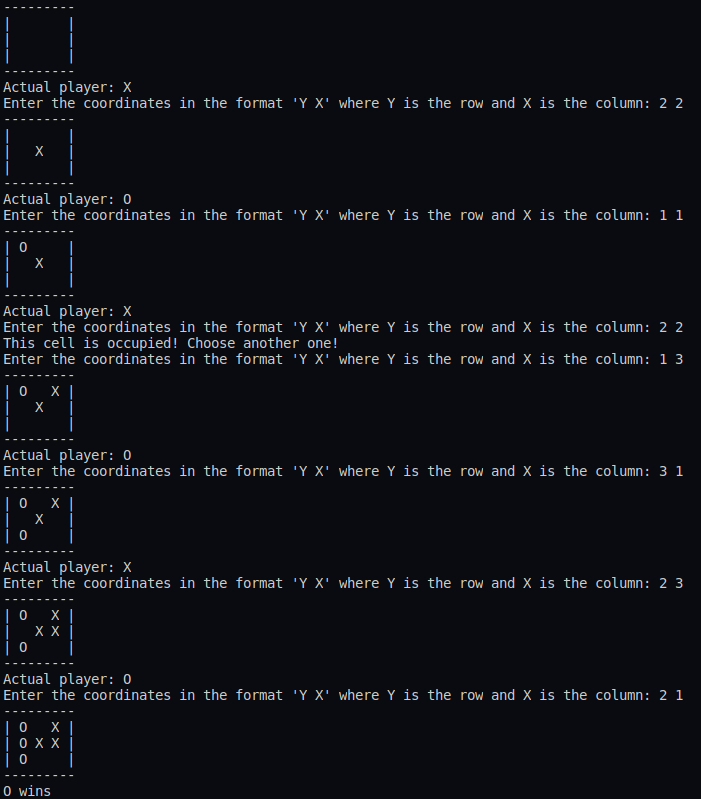 ---------
|       |
|       |
|       |
---------
Actual player: X
Enter the coordinates in the format 'Y X' where Y is the row and X is the column: 2 2
---------
|       |
|   X   |
|       |
---------
Actual player: O
Enter the coordinates in the format 'Y X' where Y is the row and X is the column: 1 1
---------
| O     |
|   X   |
|       |
---------
Actual player: X
Enter the coordinates in the format 'Y X' where Y is the row and X is the column: 2 2
This cell is occupied! Choose another one!
Enter the coordinates in the format 'Y X' where Y is the row and X is the column: 1 3
---------
| O   X |
|   X   |
|       |
---------
Actual player: O
Enter the coordinates in the format 'Y X' where Y is the row and X is the column: 3 1
---------
| O   X |
|   X   |
| O     |
---------
Actual player: X
Enter the coordinates in the format 'Y X' where Y is the row and X is the column: 2 3
---------
| O   X |
|   X X |
| O     |
---------
Actual player: O
Enter the coordinates in the format 'Y X' where Y is the row and X is the column: 2 1
---------
| O   X |
| O X X |
| O     |
---------
O wins